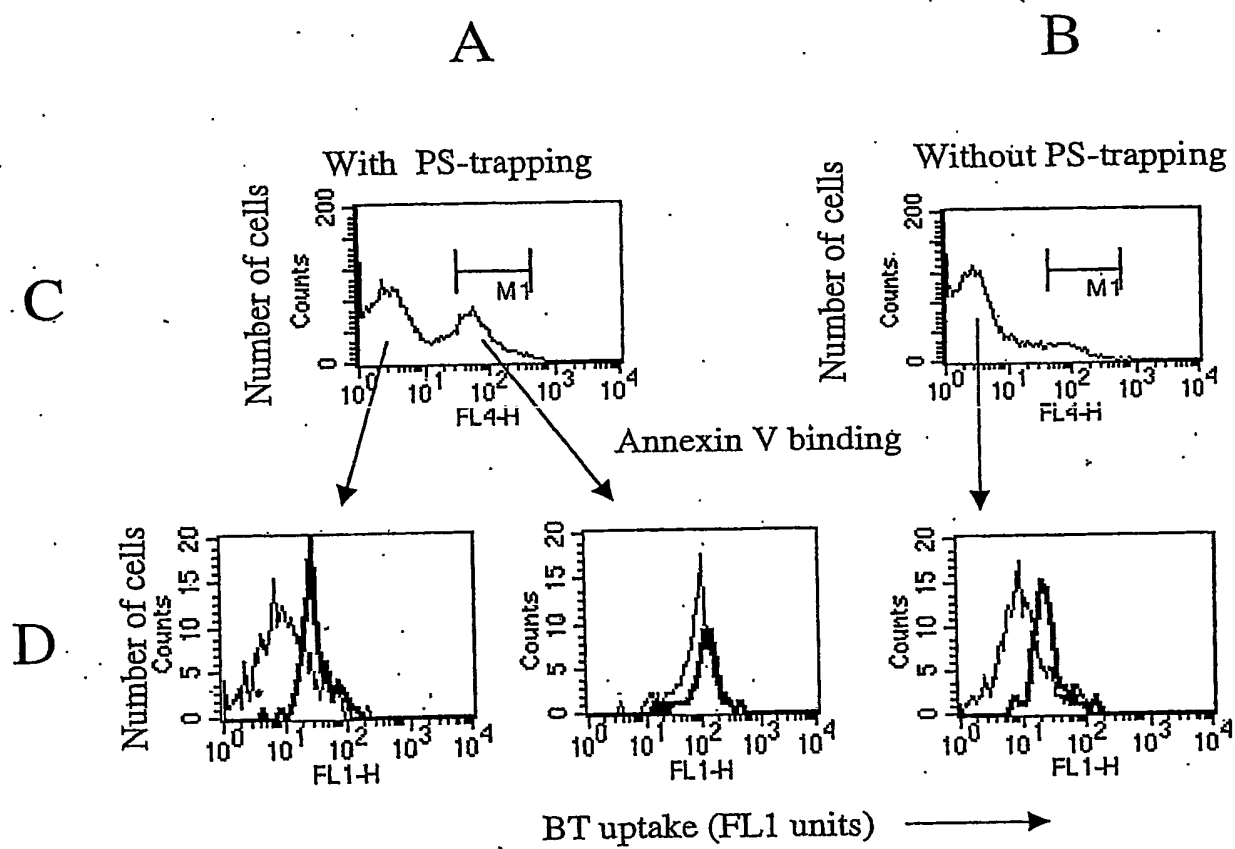 A
B
With PS-trapping
Without PS-trapping
C
Number of cells
Counts
200
0
M1
10^0 10^1 10^2 10^3 10^4
FL4-H
Number of cells
Counts
200
0
M1
10^0 10^1 10^2 10^3 10^4
FL4-H
Annexin V binding
D
Number of cells
Counts
20
15
10
5
0
10^0 10^1 10^2 10^3 10^4
FL1-H
Counts
20
15
10
5
0
10^0 10^1 10^2 10^3 10^4
FL1-H
Counts
20
15
10
5
0
10^0 10^1 10^2 10^3 10^4
FL1-H
BT uptake (FL1 units)